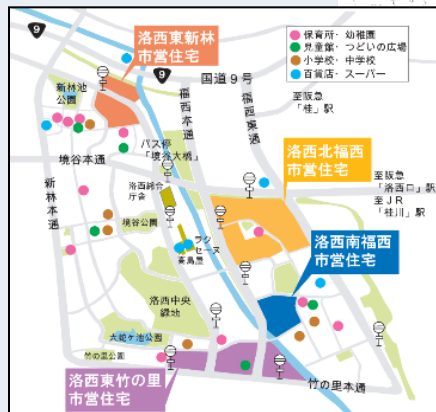 9
9
洛西東新林
市営住宅
国道9号
保育所・幼稚園
児童館・つどいの広場
小学校・中学校
百貨店・スーパー
新林池
公園
福西本通
福西東通
至阪急
「桂」駅
バス停
「境谷大橋」
境谷本通
新林本通
洛西総合
庁舎
境谷公園
ラク
セーヌ
高島屋
洛西北福西
市営住宅
至阪急
「洛西口」駅
至JR
「桂川」駅
洛西南福西
市営住宅
洛西中央
緑地
大蛇ケ池公園
竹の里公園
洛西東竹の里
市営住宅
竹の里本通